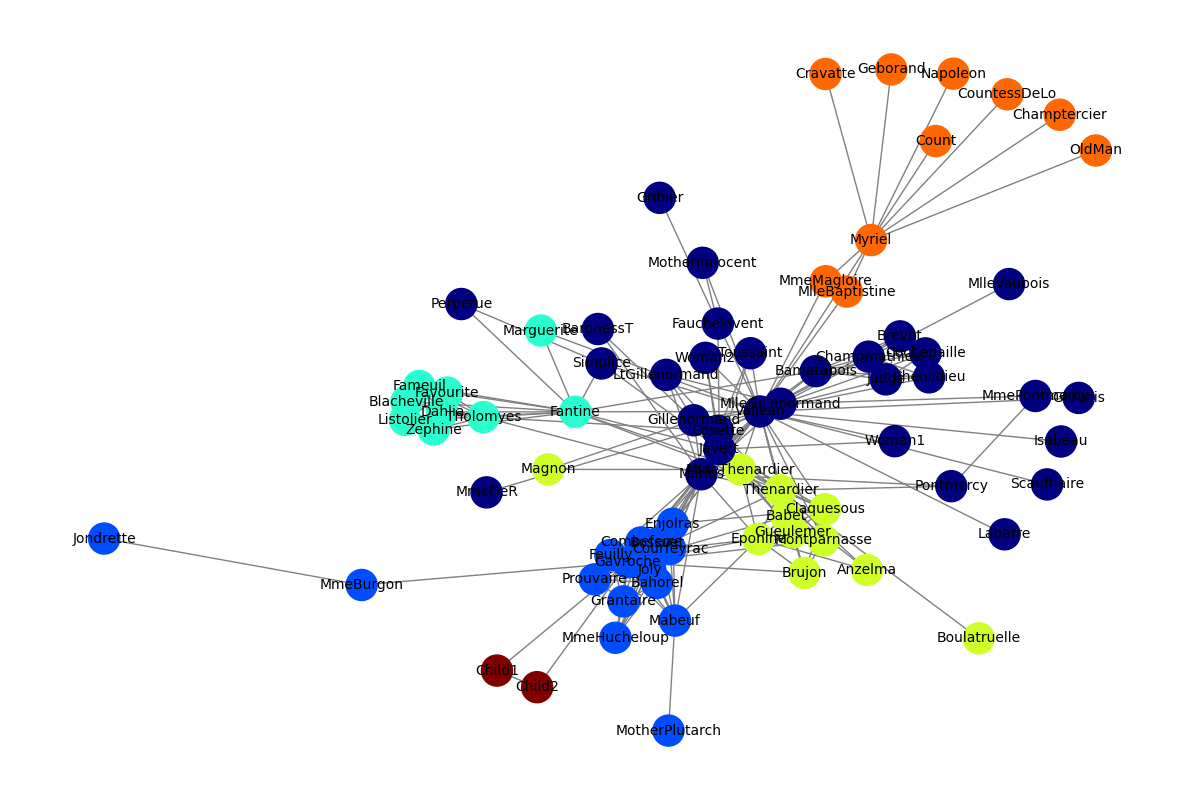 Cravatte
Geborand
Napoleon
CountessDeLo
Champtercier
Count
OldMan
Gribier
Myriel
MotherInnocent
MmeMagloire
MlleBaptistine
MlleVaubois
Perpetue
Marguerite
BaronessT
Fauchelevent
Brevet
Simplice
Woman2
Toussaint
Champmathieu
Cochepaille
LtGillenormand
Bamatabois
Judge
Chenildieu
Fameuil
Favourite
Blacheville
Dahlia
Listolier
Zephine
Tholomyes
Fantine
MlleGillenormand
Valjean
Gillenormand
MmePontmercy
Gervais
Cosette
Javert
Woman1
Isabeau
Magnon
Marius
MmeThenardier
MmeDeR
Thenardier
Pontmercy
Scaufflaire
Claquesous
Babet
Enjolras
Gueulemer
Labarre
Jondrette
Eponine
Montparnasse
Combeferre
Bossuet
Courfeyrac
Feuilly
Gavroche
Joly
Prouvaire
Bahorel
Brujon
Anzelma
MmeBurgon
Grantaire
Mabeuf
MmeHucheloup
Boulatruelle
Child1
Child2
MotherPlutarch